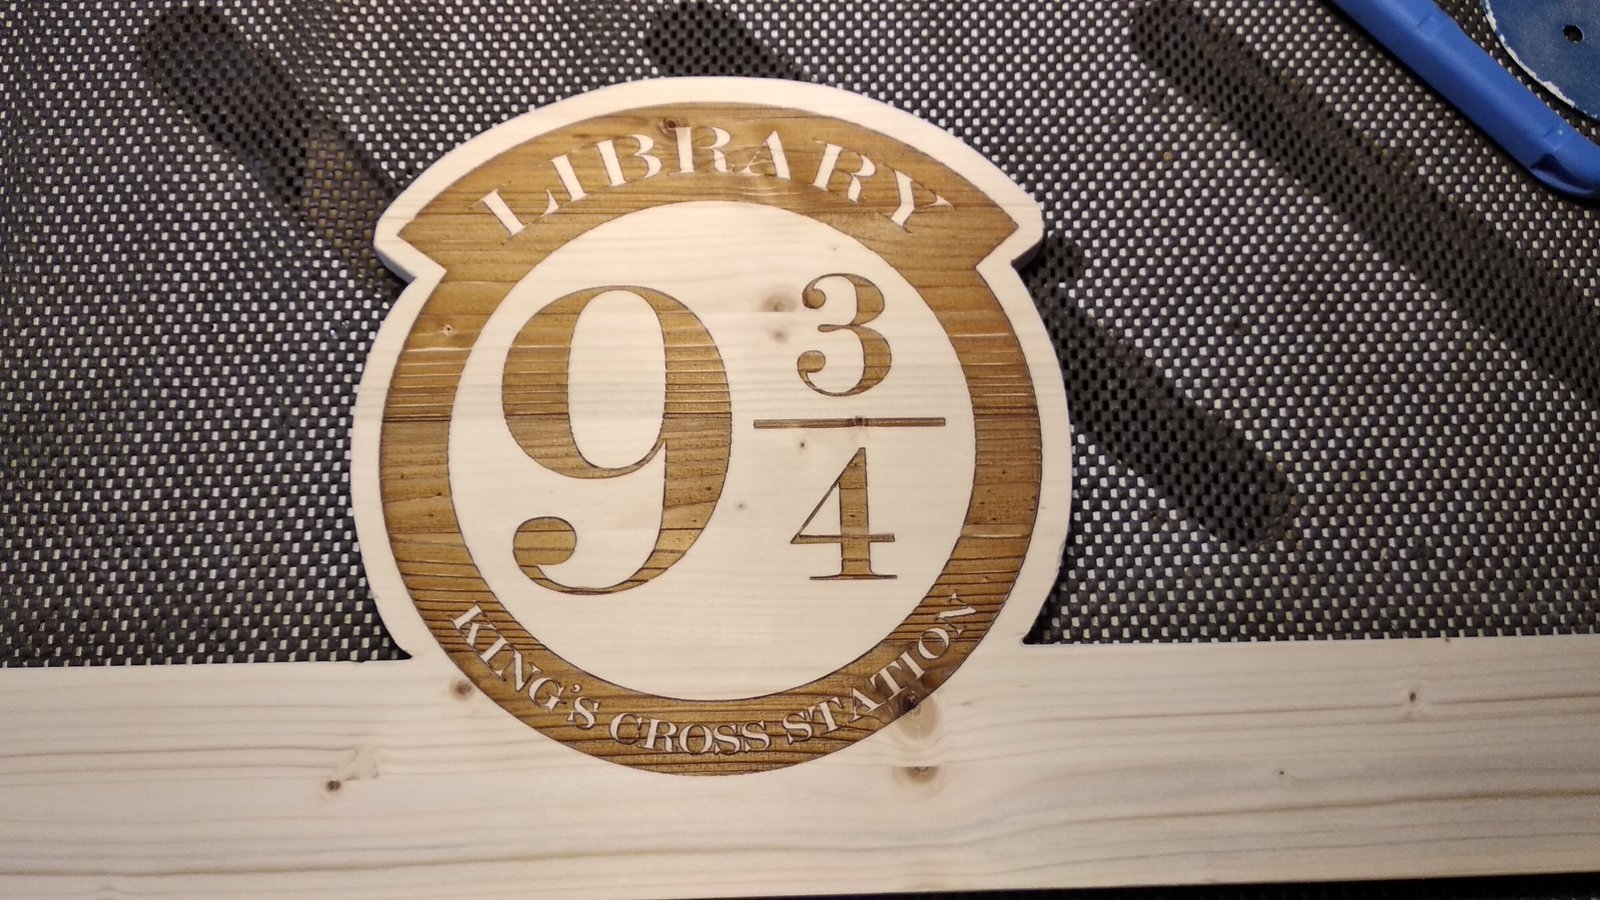 LIBRARY
9 3/4
KING'S CROSS STATION